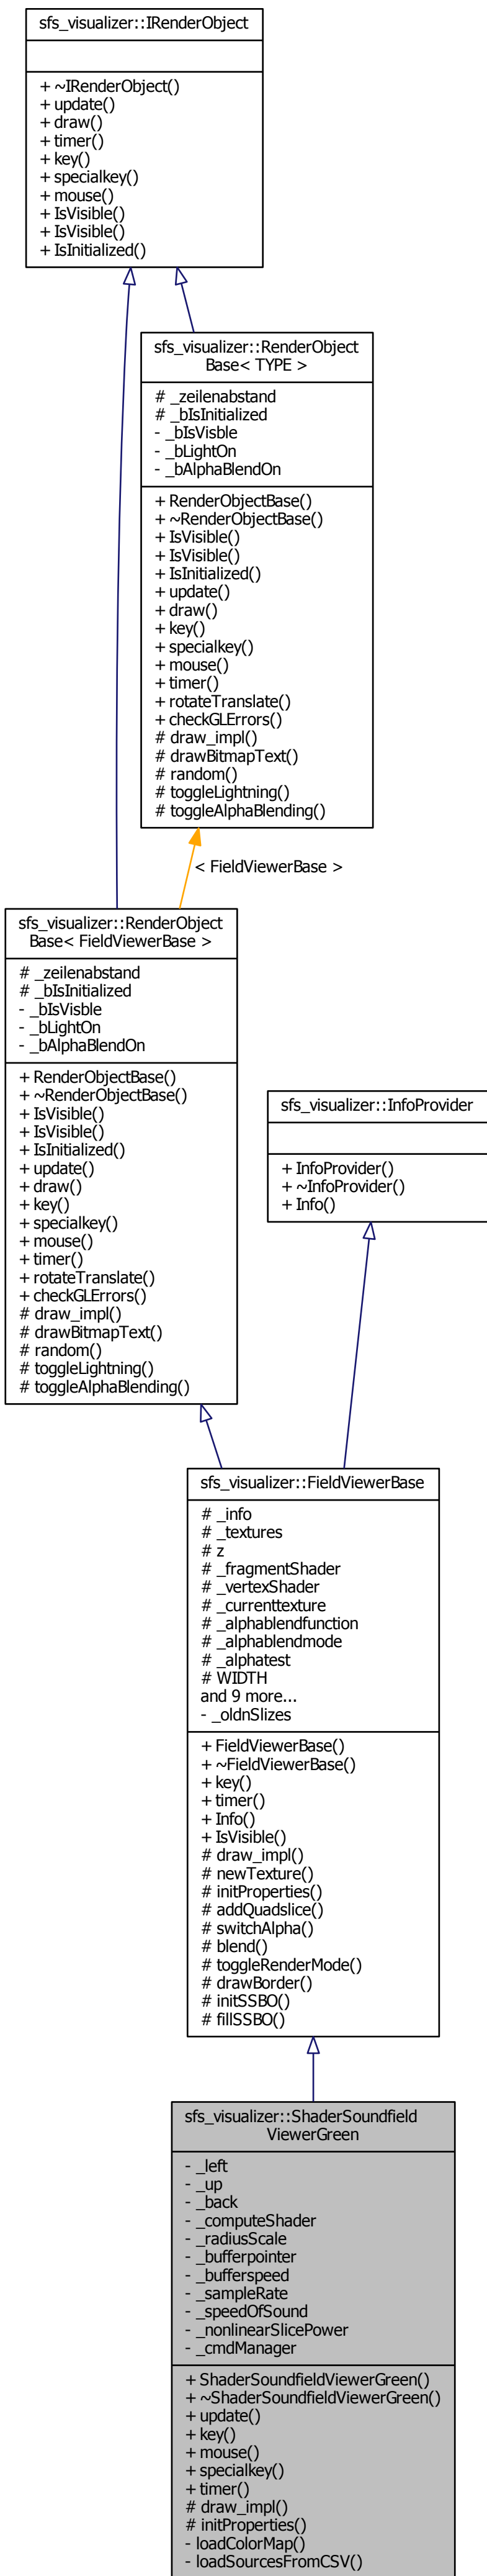 sfs_visualizer::IRenderObject
+ ~IRenderObject()
+ update()
+ draw()
+ timer()
+ key()
+ specialkey()
+ mouse()
+ IsVisible()
+ IsVisible()
+ IsInitialized()
sfs_visualizer::RenderObject
Base< TYPE >
# _zeilenabstand
# _bIsInitialized
- _bIsVisble
- _bLightOn
- _bAlphaBlendOn
+ RenderObjectBase()
+ ~RenderObjectBase()
+ IsVisible()
+ IsVisible()
+ IsInitialized()
+ update()
+ draw()
+ key()
+ specialkey()
+ mouse()
+ timer()
+ rotateTranslate()
+ checkGLErrors()
# draw_impl()
# drawBitmapText()
# random()
# toggleLightning()
# toggleAlphaBlending()
< FieldViewerBase >
sfs_visualizer::RenderObject
Base< FieldViewerBase >
# _zeilenabstand
# _bIsInitialized
- _bIsVisble
- _bLightOn
- _bAlphaBlendOn
+ RenderObjectBase()
+ ~RenderObjectBase()
+ IsVisible()
+ IsVisible()
+ IsInitialized()
+ update()
+ draw()
+ key()
+ specialkey()
+ mouse()
+ timer()
+ rotateTranslate()
+ checkGLErrors()
# draw_impl()
# drawBitmapText()
# random()
# toggleLightning()
# toggleAlphaBlending()
sfs_visualizer::InfoProvider
+ InfoProvider()
+ ~InfoProvider()
+ Info()
sfs_visualizer::FieldViewerBase
# _info
# _textures
# z
# _fragmentShader
# _vertexShader
# _currenttexture
# _alphablendfunction
# _alphablendmode
# _alphatest
# WIDTH
and 9 more...
- _oldnSlizes
+ FieldViewerBase()
+ ~FieldViewerBase()
+ key()
+ timer()
+ Info()
+ IsVisible()
# draw_impl()
# newTexture()
# initProperties()
# addQuadslice()
# switchAlpha()
# blend()
# toggleRenderMode()
# drawBorder()
# initSSBO()
# fillSSBO()
sfs_visualizer::ShaderSoundfield
ViewerGreen
- _left
- _up
- _back
- _computeShader
- _radiusScale
- _bufferpointer
- _bufferspeed
- _sampleRate
- _speedOfSound
- _nonlinearSlicePower
- _cmdManager
+ ShaderSoundfieldViewerGreen()
+ ~ShaderSoundfieldViewerGreen()
+ update()
+ key()
+ mouse()
+ specialkey()
+ timer()
# draw_impl()
# initProperties()
- loadColorMap()
- loadSourcesFromCSV()